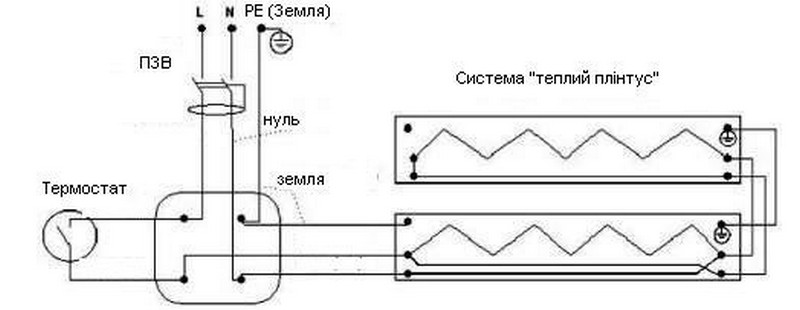 L N PE (Земля)
ПЗВ
Система "теплий плінтус"
нуль
земля
Термостат